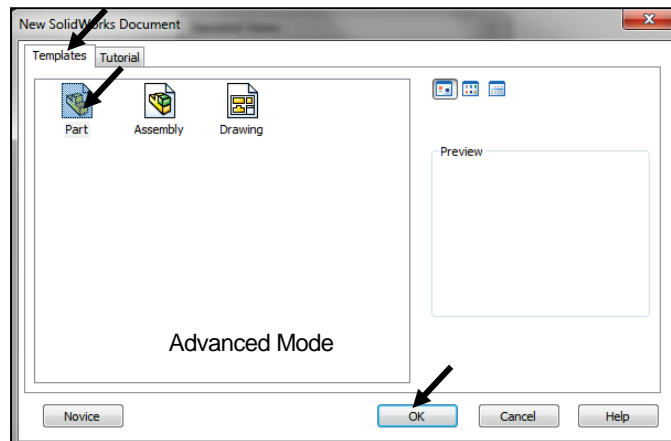 New SolidWorks Document
Templates Tutorial
Part Assembly Drawing
Preview
Advanced Mode
Novice OK Cancel Help